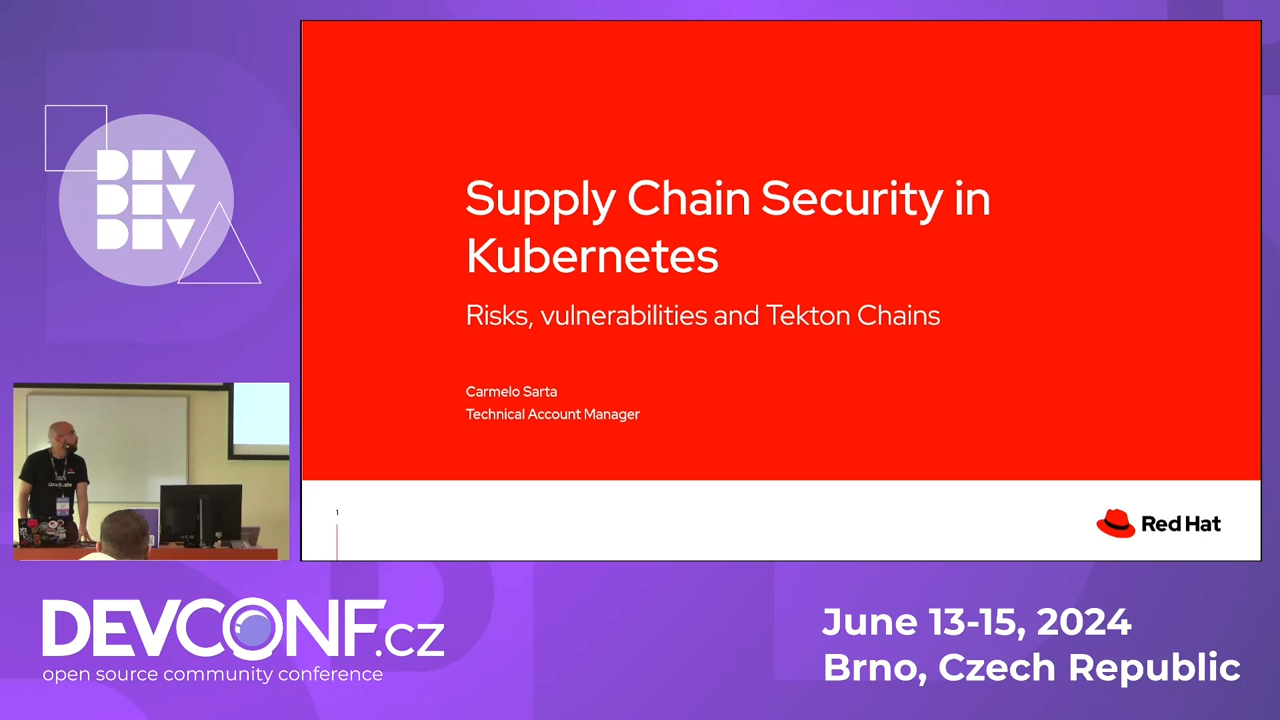 DEV
DEV
DEV
Supply Chain Security in
Kubernetes
Risks, vulnerabilities and Tekton Chains
Carmelo Sarta
Technical Account Manager
1
Red Hat
DEVCONF.cz
open source community conference
June 13-15, 2024
Brno, Czech Republic